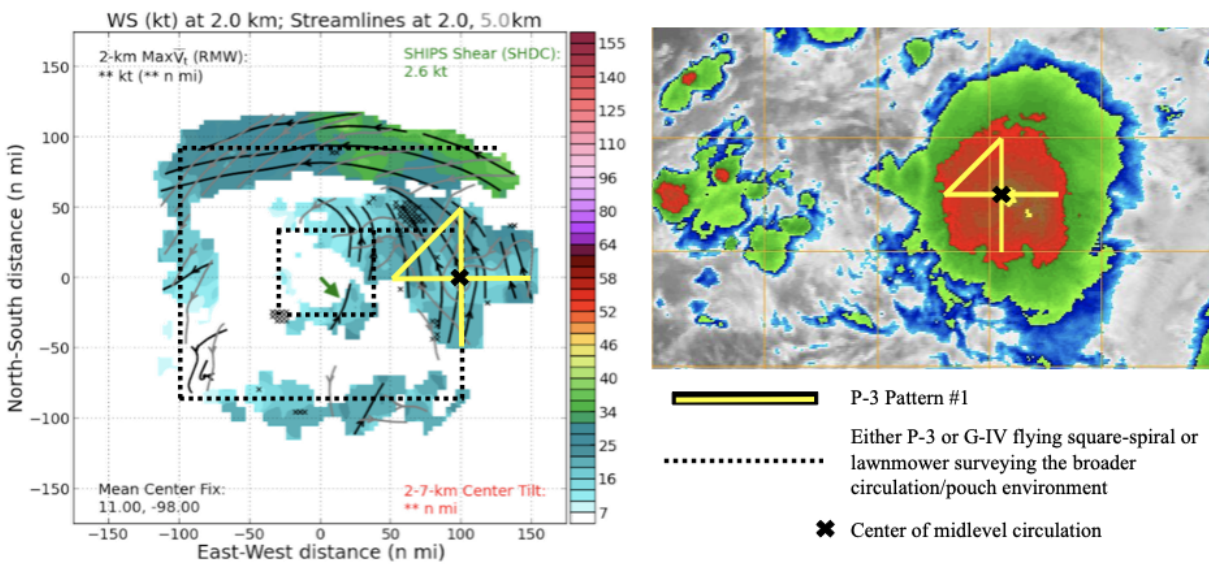 WS (kt) at 2.0 km; Streamlines at 2.0, 5.0km
2-km Max V̅t (RMW):
** kt (** n mi)
SHIPS Shear (SHDC):
2.6 kt
150
100
50
0
−50
−100
−150
North-South distance (n mi)
−150
−100
−50
0
50
100
150
East-West distance (n mi)
Mean Center Fix:
11.00, -98.00
2-7-km Center Tilt:
** n mi
155
140
125
110
96
80
64
58
52
46
40
34
25
16
7
P-3 Pattern #1
Either P-3 or G-IV flying square-spiral or
lawnmower surveying the broader
circulation/pouch environment
Center of midlevel circulation